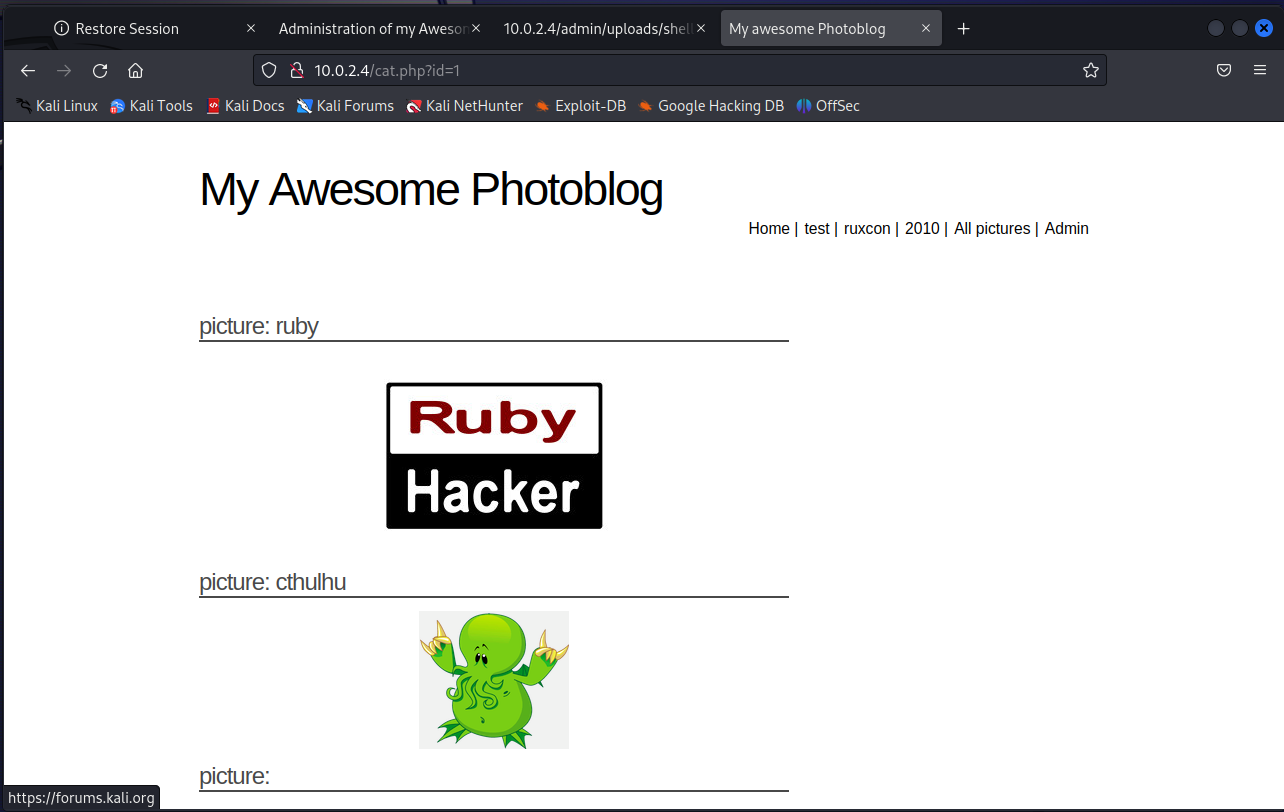 Restore Session
Administration of my Aweson
10.0.2.4/admin/uploads/shell
My awesome Photoblog
10.0.2.4/cat.php?id=1
Kali Linux
Kali Tools
Kali Docs
Kali Forums
Kali NetHunter
Exploit-DB
Google Hacking DB
OffSec
My Awesome Photoblog
Home | test | ruxcon | 2010 | All pictures | Admin
picture: ruby
Ruby
Hacker
picture: cthulhu
picture:
https://forums.kali.org